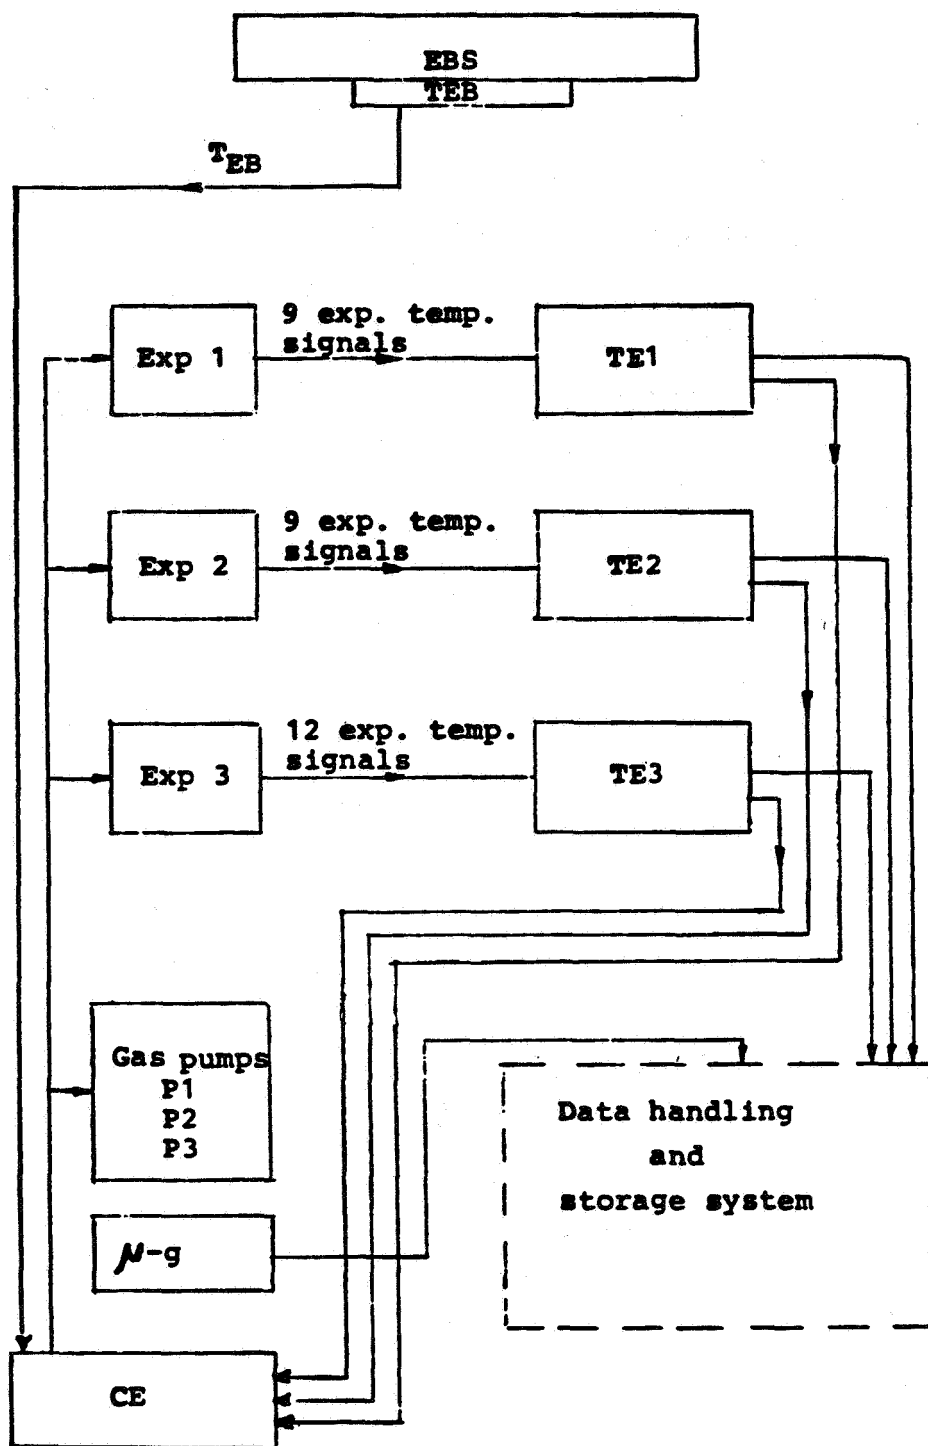 EBS
TEB
TEB
9 exp. temp.
signals
Exp 1
TE1
9 exp. temp.
signals
Exp 2
TE2
12 exp. temp.
signals
Exp 3
TE3
Gas pumps
P1
P2
P3
Data handling
and
storage system
μ-g
CE